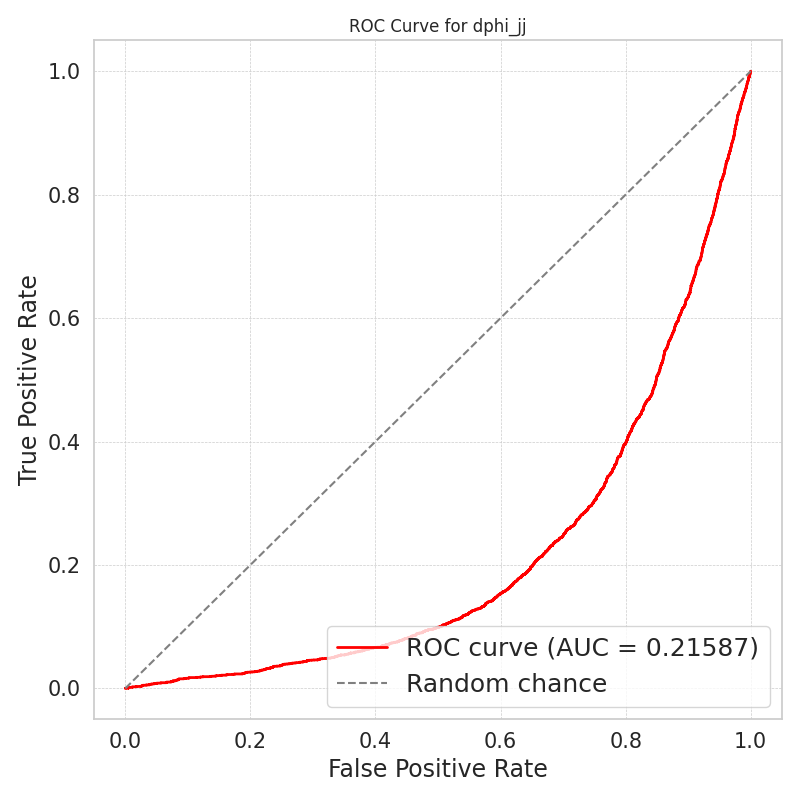 ROC Curve for dphi_jj
1.0
0.8
0.6
0.4
0.2
0.0
True Positive Rate
ROC curve (AUC = 0.21587)
Random chance
0.0 0.2 0.4 0.6 0.8 1.0
False Positive Rate